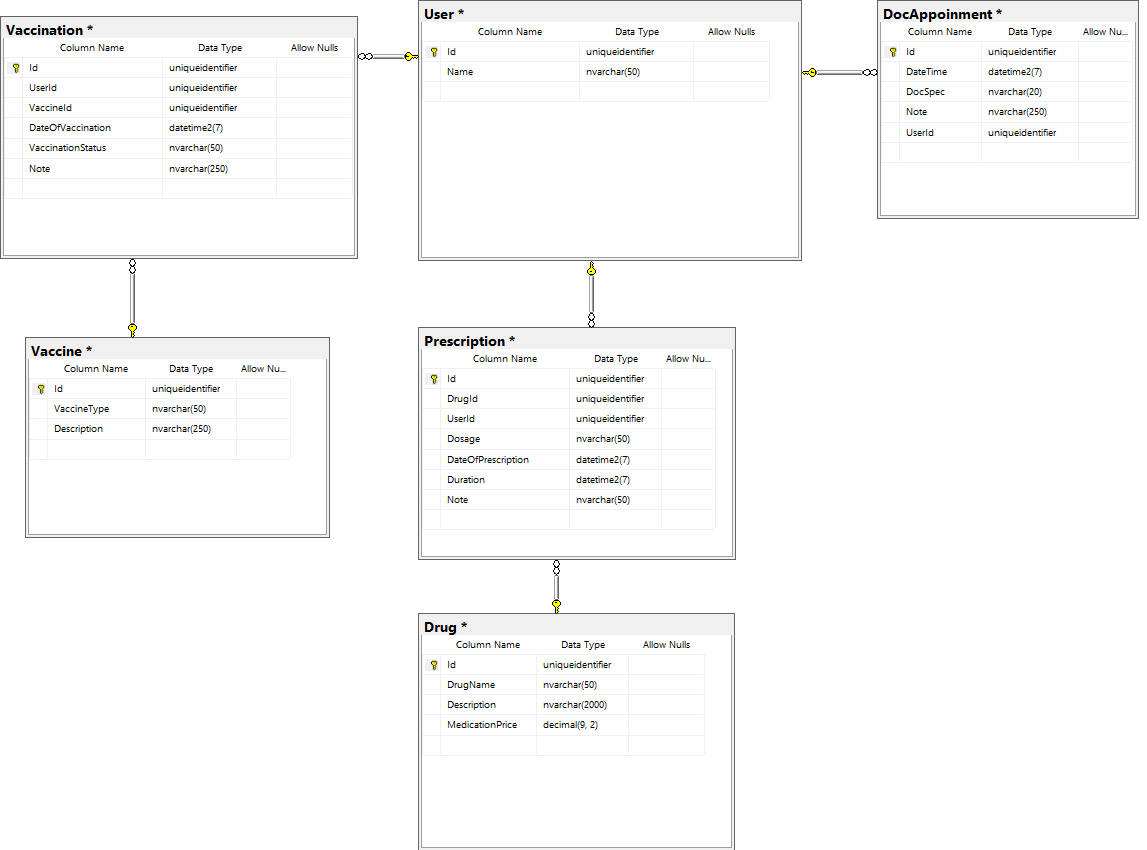 Vaccination *
Column Name Data Type Allow Nulls
Id uniqueidentifier
UserId uniqueidentifier
VaccineId uniqueidentifier
DateOfVaccination datetime2(7)
VaccinationStatus nvarchar(50)
Note nvarchar(250)
User *
Column Name Data Type Allow Nulls
Id uniqueidentifier
Name nvarchar(50)
DocAppoinment *
Column Name Data Type Allow Nu...
Id uniqueidentifier
DateTime datetime2(7)
DocSpec nvarchar(20)
Note nvarchar(250)
UserId uniqueidentifier
Vaccine *
Column Name Data Type Allow Nu...
Id uniqueidentifier
VaccineType nvarchar(50)
Description nvarchar(250)
Prescription *
Column Name Data Type Allow Nu...
Id uniqueidentifier
DrugId uniqueidentifier
UserId uniqueidentifier
Dosage nvarchar(50)
DateOfPrescription datetime2(7)
Duration datetime2(7)
Note nvarchar(50)
Drug *
Column Name Data Type Allow Nulls
Id uniqueidentifier
DrugName nvarchar(50)
Description nvarchar(2000)
MedicationPrice decimal(9, 2)